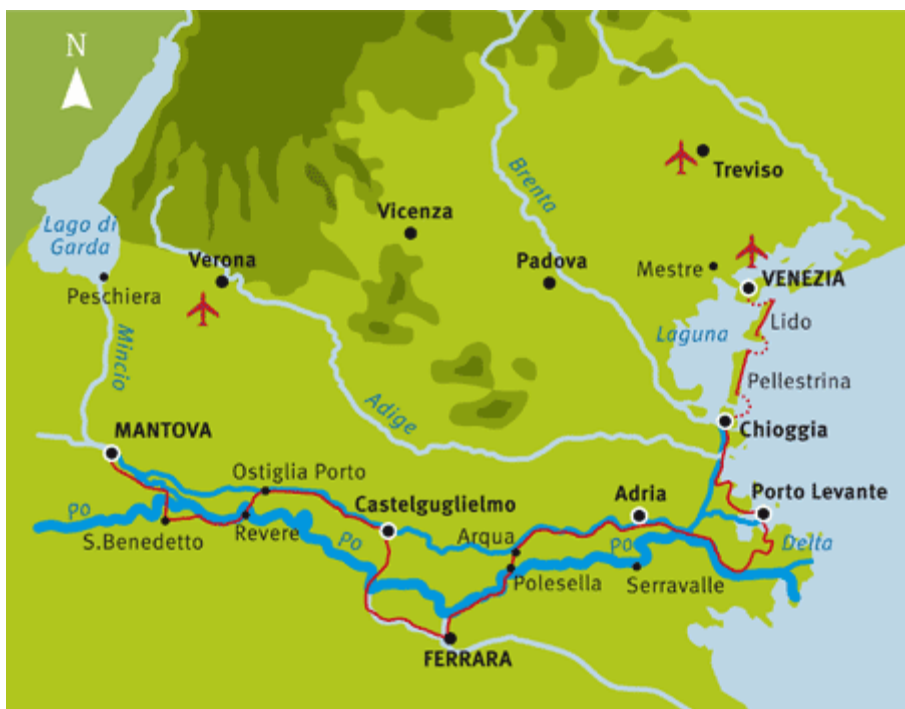 N
Treviso
Brenta
Vicenza
Lago di
Garda
Verona
Padova
Mestre
VENEZIA
Peschiera
Lido
Laguna
Mincio
Pellestrina
Adige
Chioggia
MANTOVA
Ostiglia Porto
Castelguglielmo
Adria
Porto Levante
Po
S.Benedetto
Revere
Po
Arqua
Po
Delta
Polesella
Serravalle
FERRARA